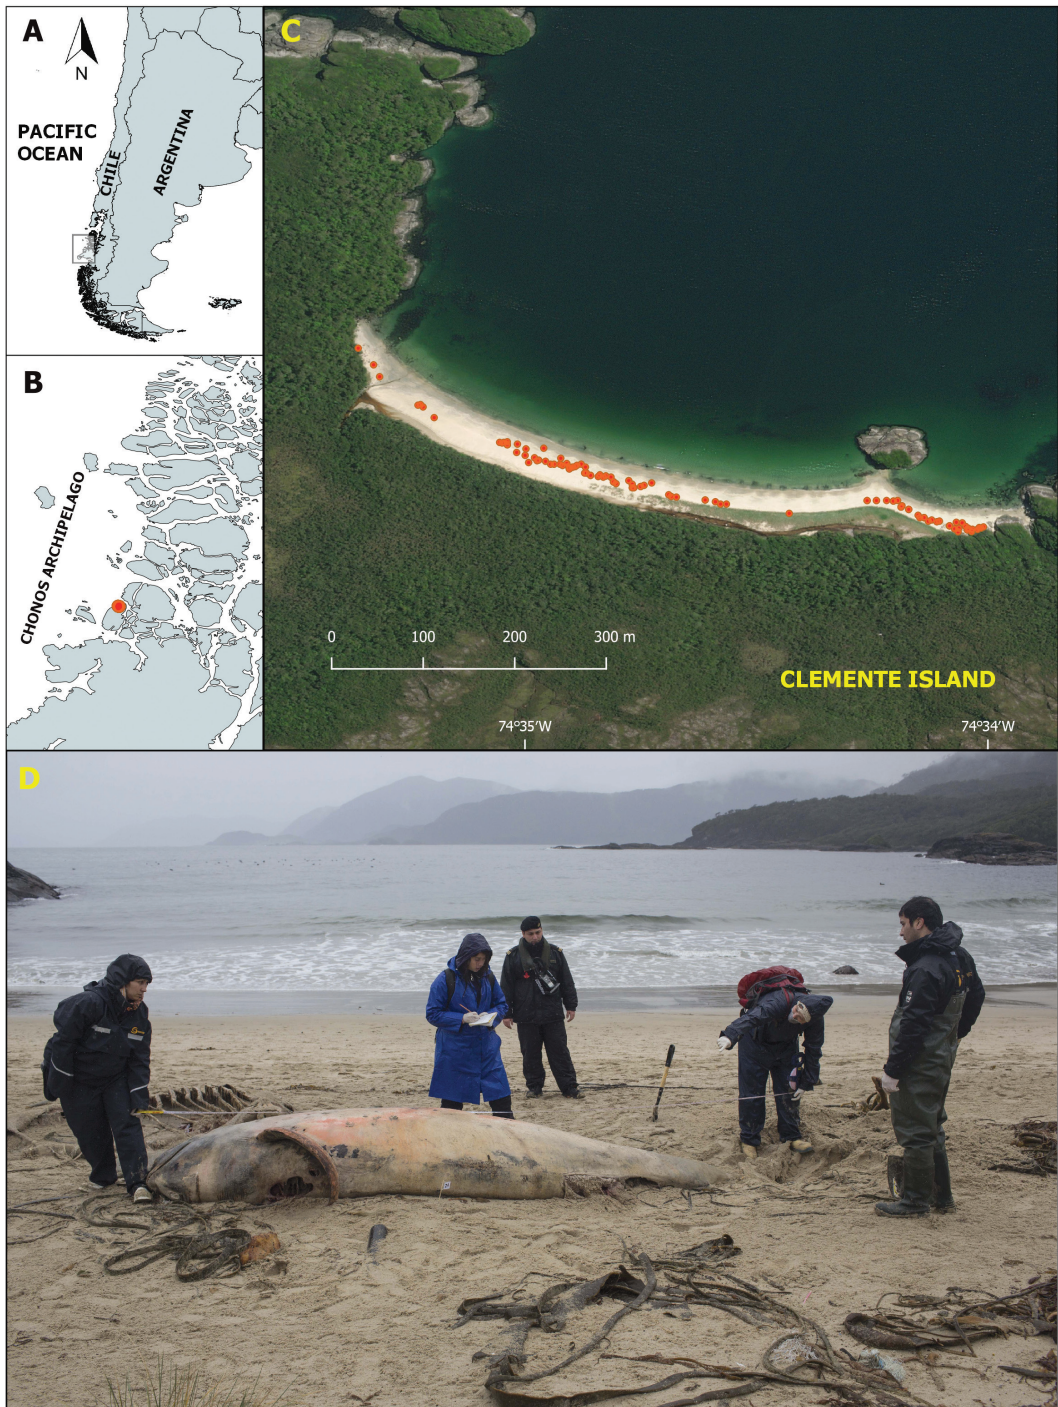 A
N
PACIFIC
OCEAN
CHILE
ARGENTINA
B
CHONOS ARCHIPELAGO
C
0 100 200 300 m
CLEMENTE ISLAND
74°35'W 74°34'W
D